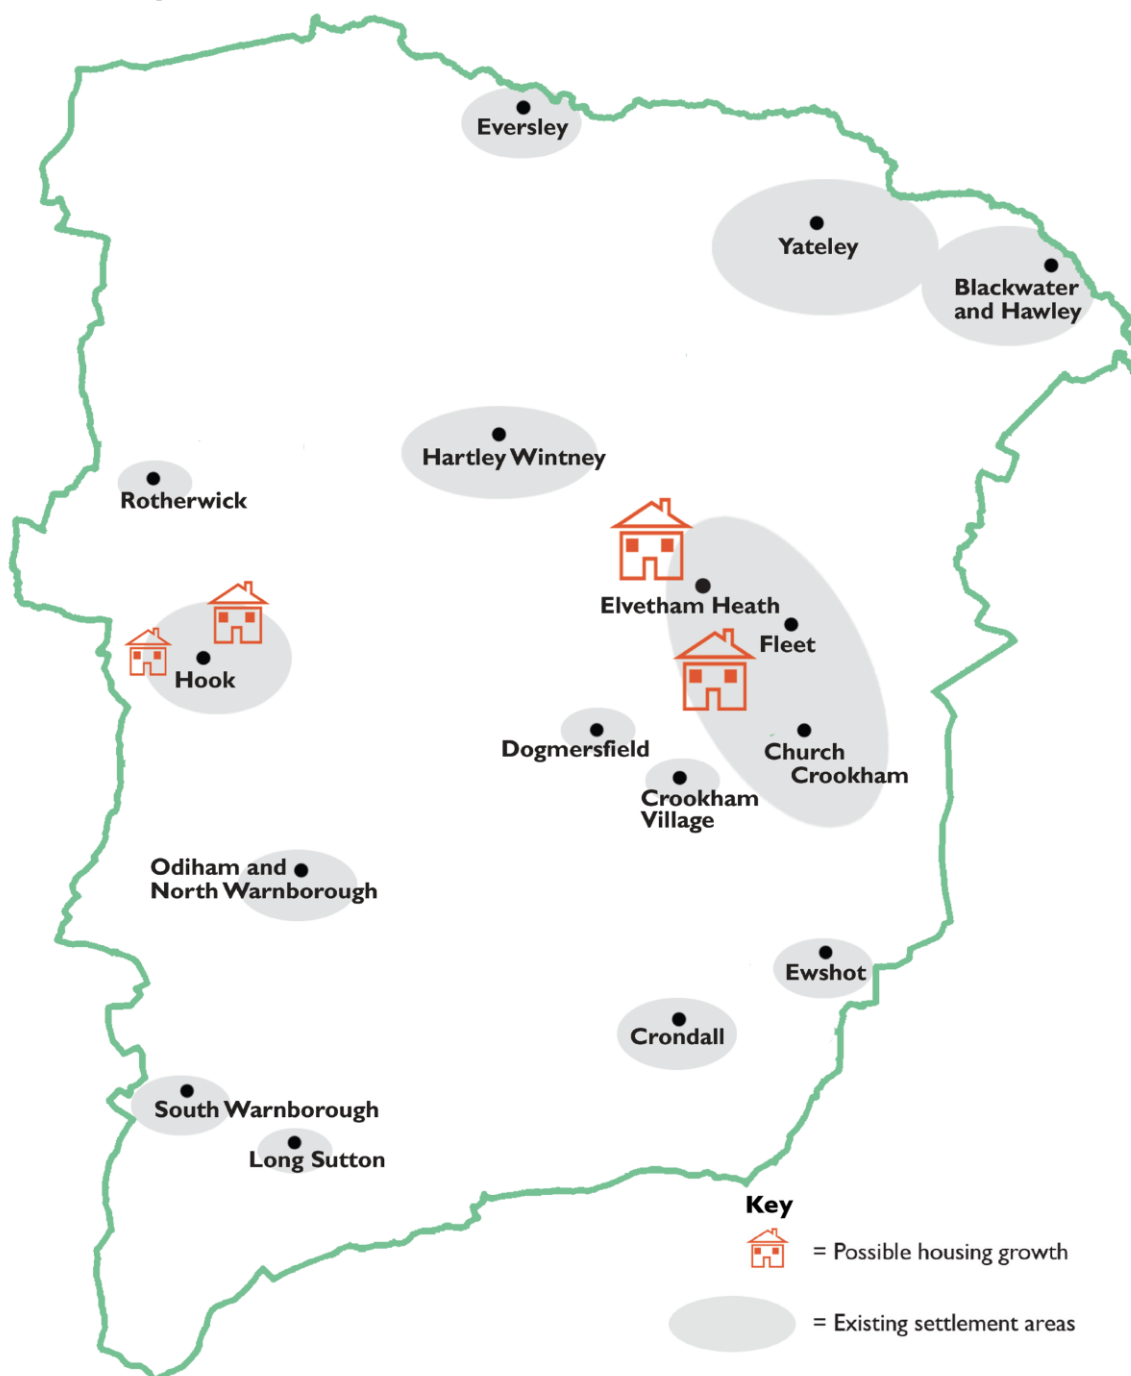 Eversley
Yateley
Blackwater
and Hawley
Hartley Wintney
Rotherwick
Elvetham Heath
Fleet
Hook
Dogmersfield
Church
Crookham
Crookham
Village
Odiham and
North Warnborough
Ewshot
Crondall
South Warnborough
Long Sutton
Key
= Possible housing growth
= Existing settlement areas